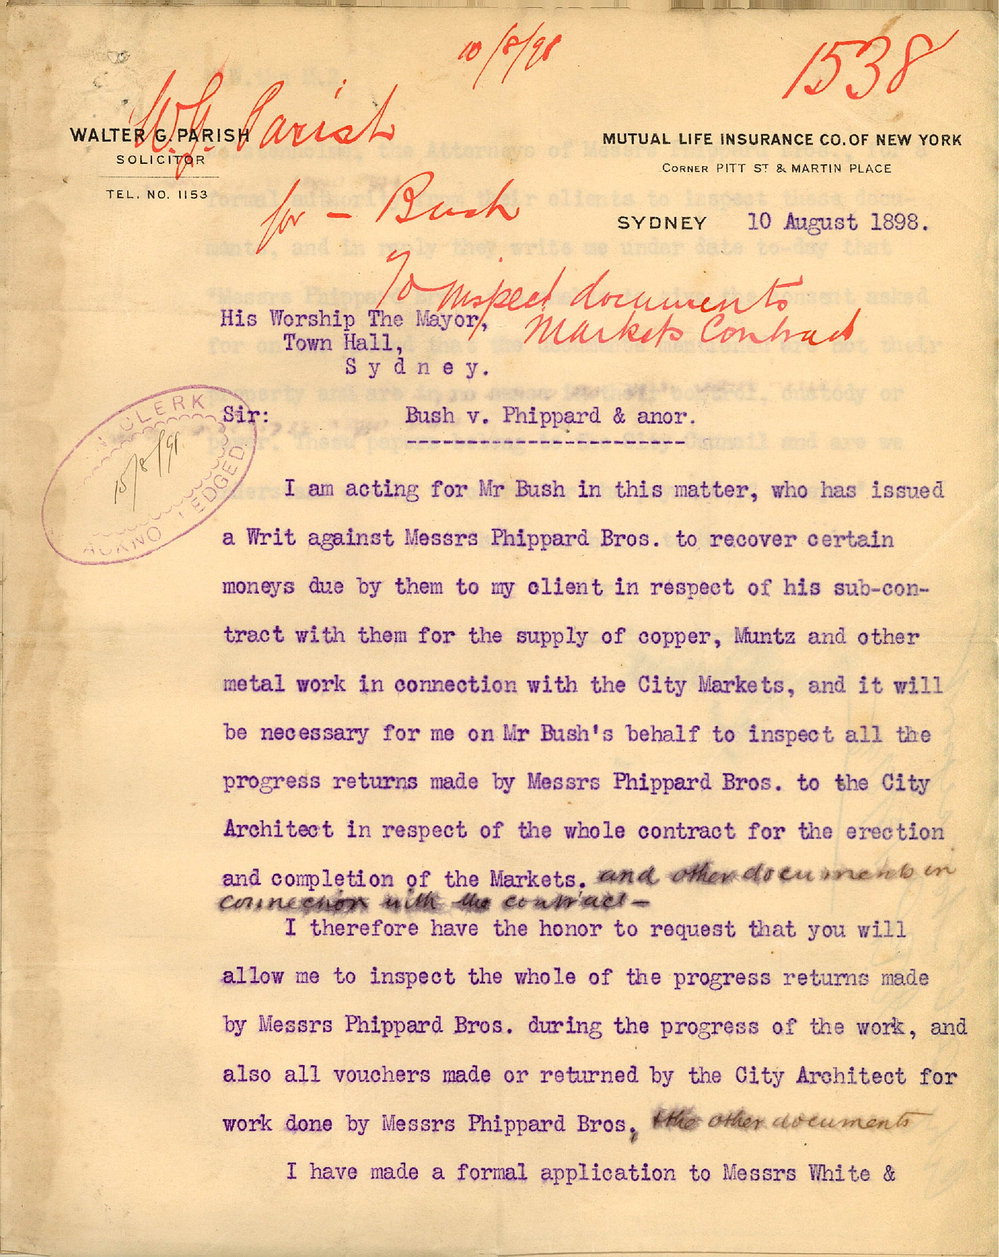 10/8/98
1538
W.G. Parish
WALTER G. PARISH
SOLICITOR
TEL. NO. 1153
MUTUAL LIFE INSURANCE CO. OF NEW YORK
CORNER PITT ST & MARTIN PLACE
for - Bush
SYDNEY 10 August 1898.
To inspect documents
Markets Contract
His Worship The Mayor,
Town Hall,
Sydney.
CLERK
15/8/98
ACKNOWLEDGED
Sir:
Bush v. Phippard & anor.
I am acting for Mr Bush in this matter, who has issued
a Writ against Messrs Phippard Bros. to recover certain
moneys due by them to my client in respect of his sub-con-
tract with them for the supply of copper, Muntz and other
metal work in connection with the City Markets, and it will
be necessary for me on Mr Bush's behalf to inspect all the
progress returns made by Messrs Phippard Bros. to the City
Architect in respect of the whole contract for the erection
and completion of the Markets. and other documents in
connection with the contract—
I therefore have the honor to request that you will
allow me to inspect the whole of the progress returns made
by Messrs Phippard Bros. during the progress of the work, and
also all vouchers made or returned by the City Architect for
work done by Messrs Phippard Bros, other documents
I have made a formal application to Messrs White &